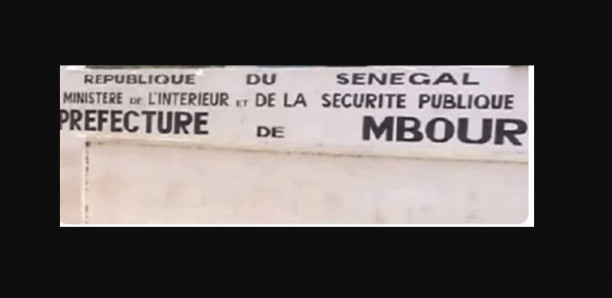 REPUBLIQUE DU SENEGAL
MINISTERE DE L'INTERIEUR ET DE LA SECURITE PUBLIQUE
PREFECTURE DE MBOUR